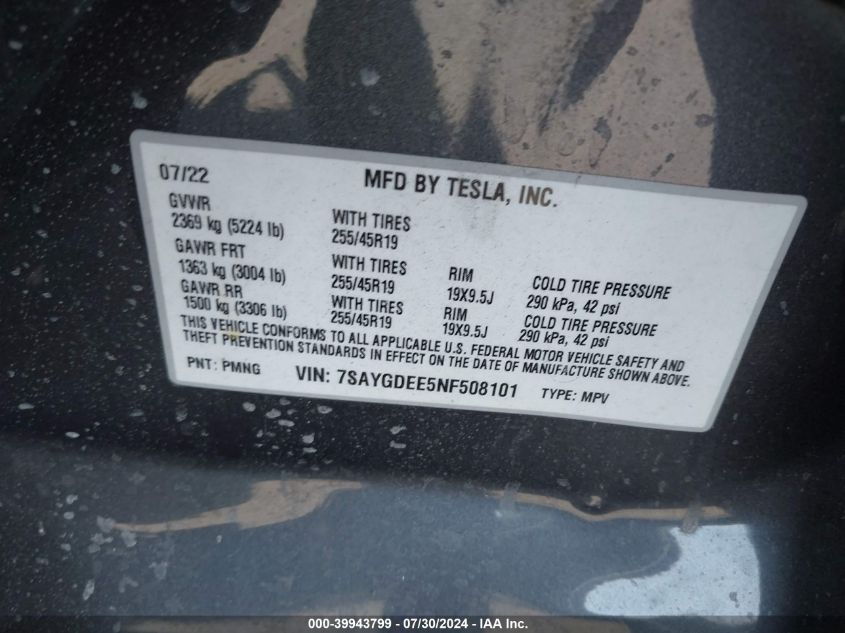 07/22 MFD BY TESLA, INC.
GVWR
2369 kg (5224 lb) WITH TIRES 255/45R19
GAWR FRT
1363 kg (3004 lb) WITH TIRES 255/45R19 RIM 19X9.5J COLD TIRE PRESSURE 290 kPa, 42 psi
GAWR RR
1500 kg (3306 lb) WITH TIRES 255/45R19 RIM 19X9.5J COLD TIRE PRESSURE 290 kPa, 42 psi
THIS VEHICLE CONFORMS TO ALL APPLICABLE U.S. FEDERAL MOTOR VEHICLE SAFETY AND
THEFT PREVENTION STANDARDS IN EFFECT ON THE DATE OF MANUFACTURE SHOWN ABOVE.
PNT: PMNG VIN: 7SAYGDEE5NF508101 TYPE: MPV
000-39943799 - 07/30/2024 - IAA Inc.